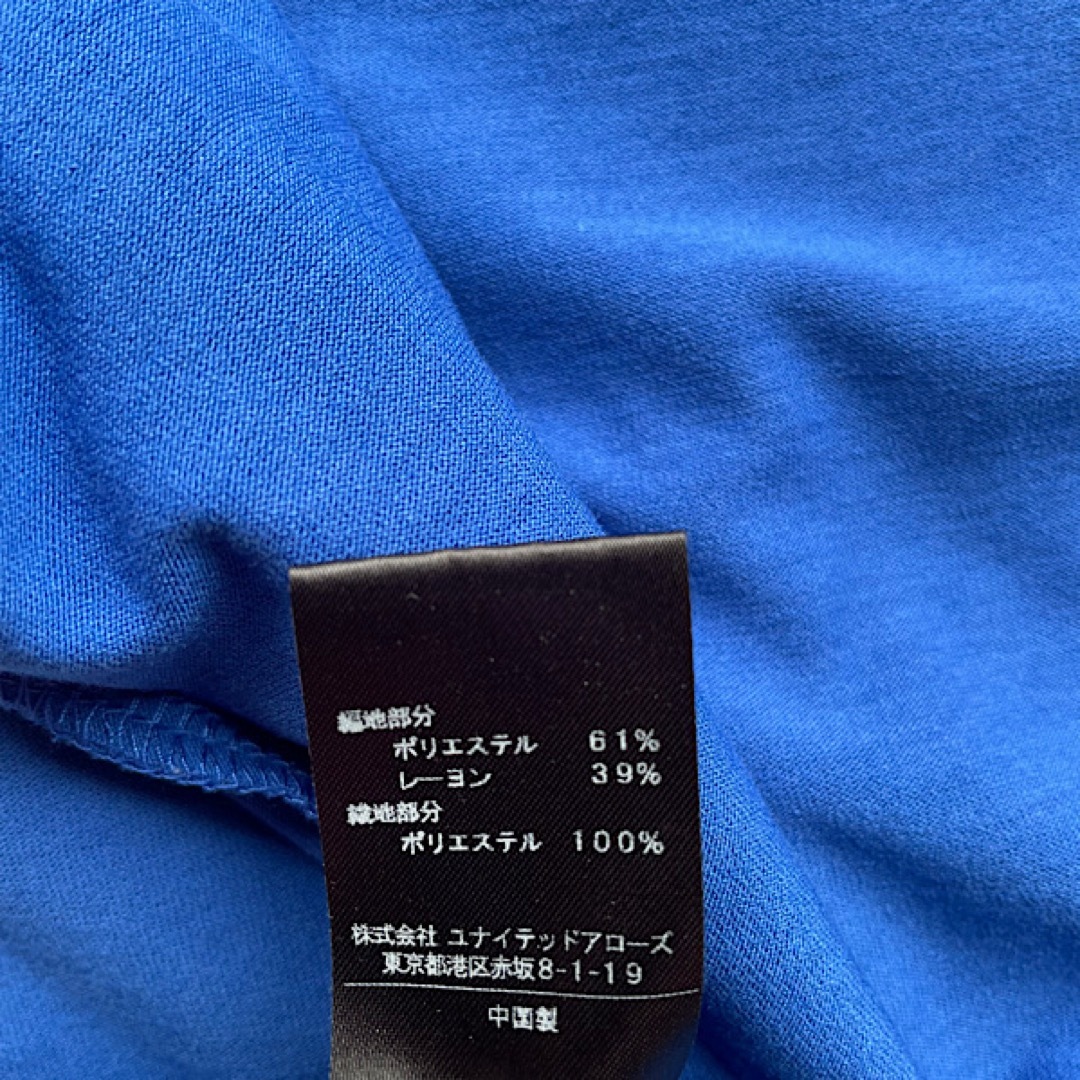 編地部分
ポリエステル 61%
レーヨン 39%
織地部分
ポリエステル 100%
株式会社 ユナイテッドアローズ
東京都港区赤坂8-1-19
中国製